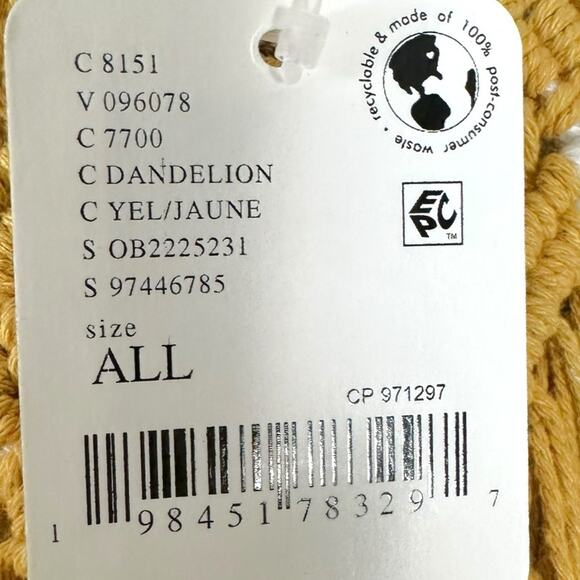 C 8151
V 096078
C 7700
C DANDELION
C YEL/JAUNE
S OB2225231
S 97446785
size
ALL
recyclable & made of 100% post-consumer waste •
EPC
TM
CP 971297
1 98451 78329 7